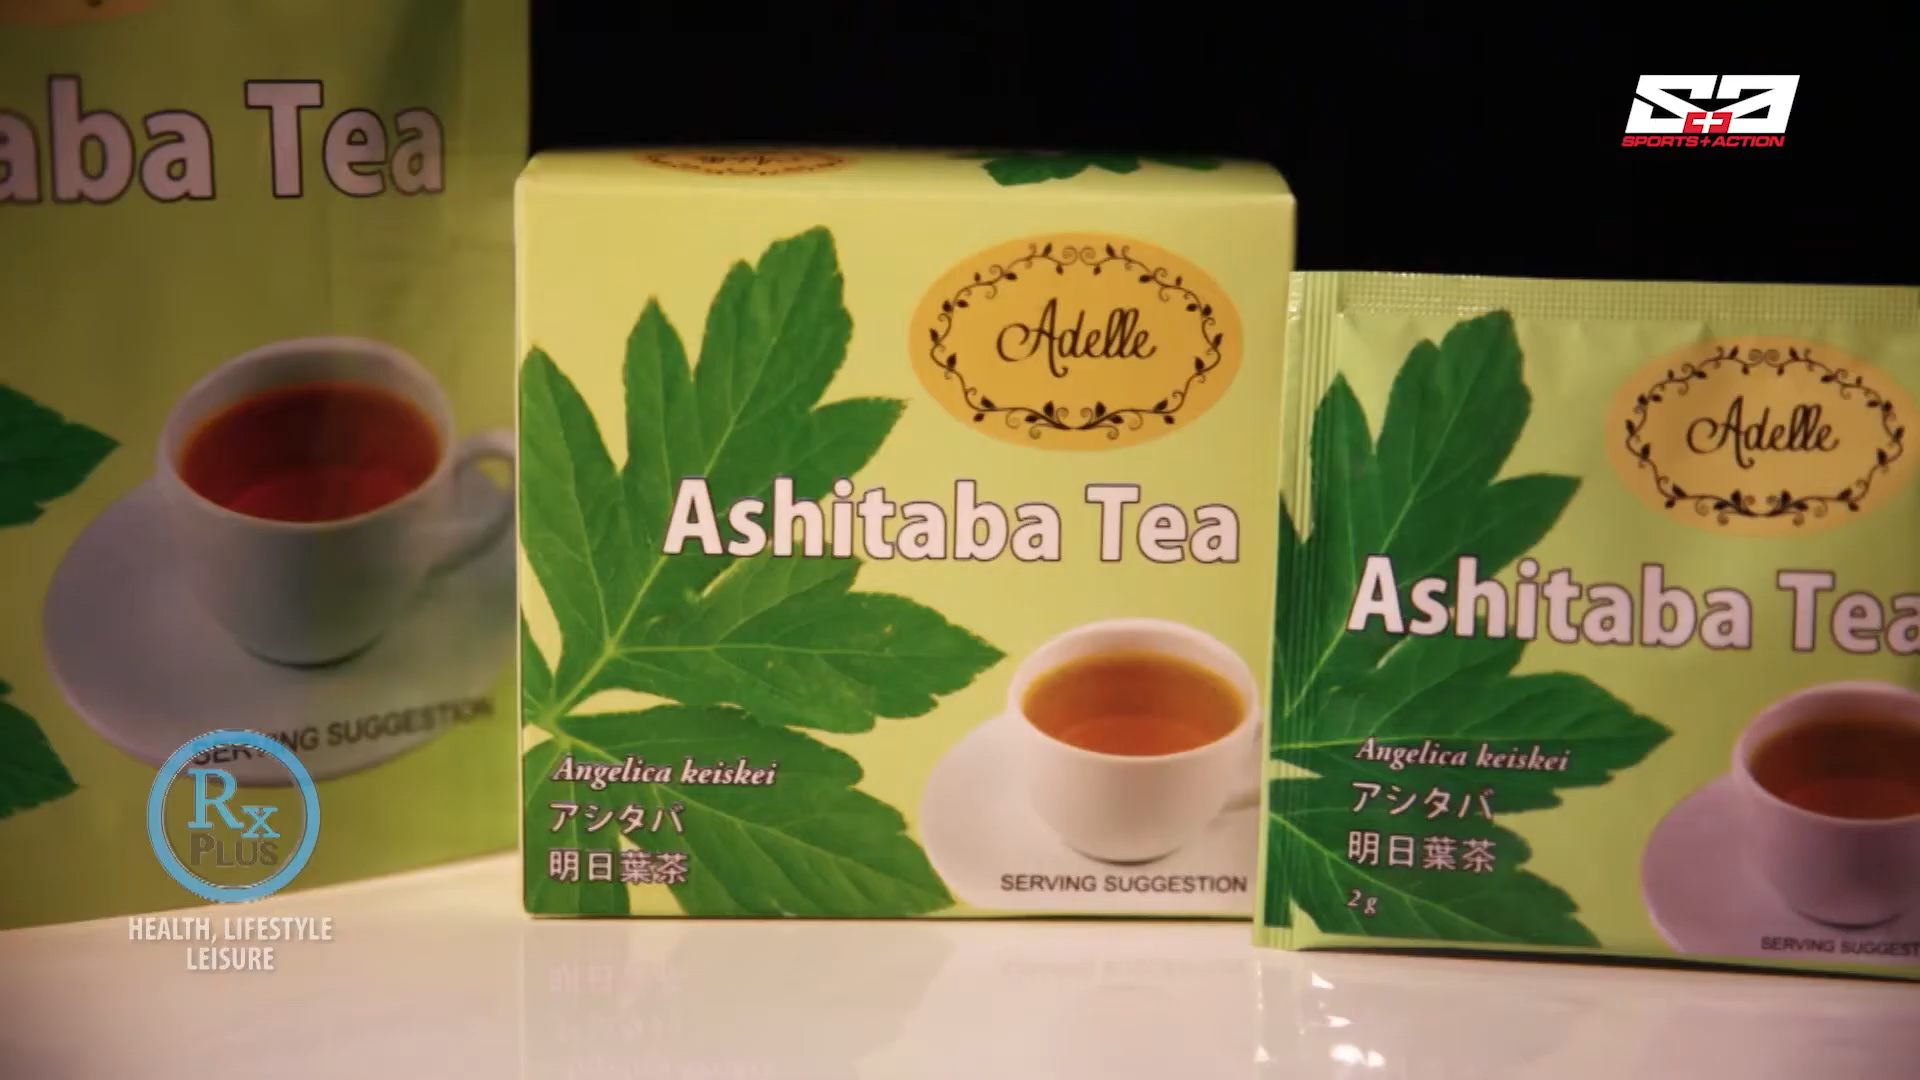 aba Tea
SERVING SUGGESTION
Adelle
Ashitaba Tea
Angelica keiskei
アシタバ
明日葉茶
SERVING SUGGESTION
Adelle
Ashitaba Tea
Angelica keiskei
アシタバ
明日葉茶
2 g
SERVING SUGGEST
S+A
SPORTS+ACTION
Rx
PLUS
HEALTH, LIFESTYLE
LEISURE